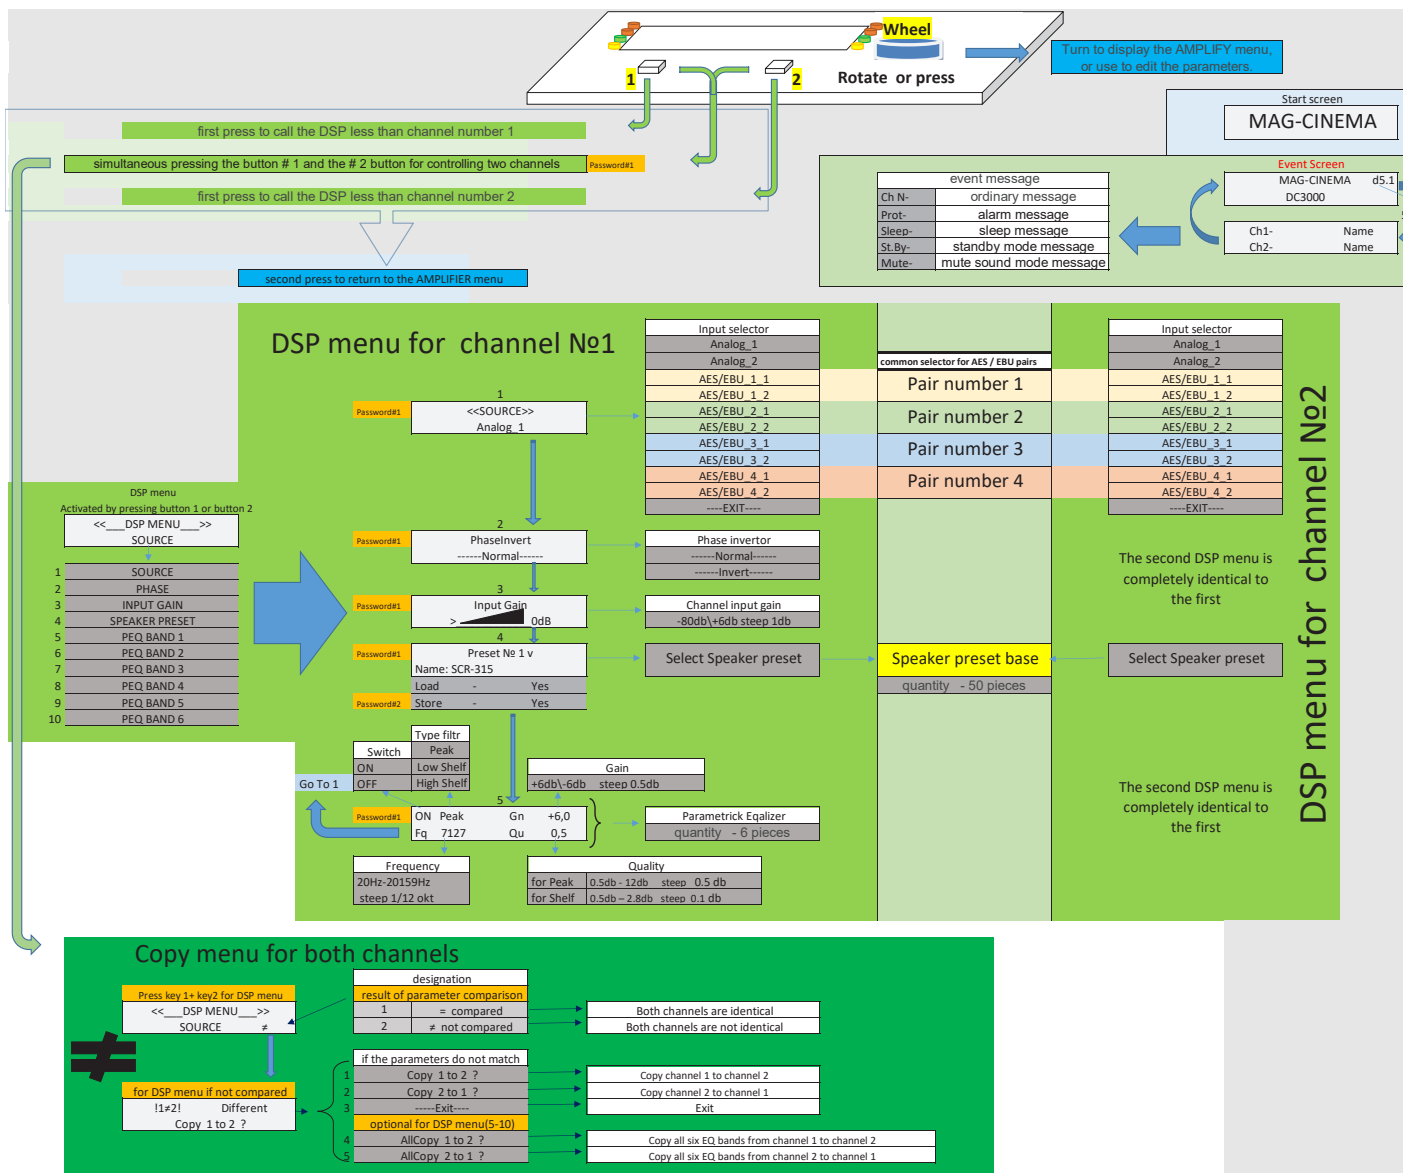 Wheel
Rotate or press
1
2
Turn to display the AMPLIFY menu,
or use to edit the parameters.
Start screen
MAG-CINEMA
first press to call the DSP less than channel number 1
simultaneous pressing the button # 1 and the # 2 button for controlling two channels
Password#1
first press to call the DSP less than channel number 2
second press to return to the AMPLIFIER menu
Event Screen
MAG-CINEMA d5.1
DC3000
Ch1- Name
Ch2- Name
event message
Ch N- ordinary message
Prot- alarm message
Sleep- sleep message
St.By- standby mode message
Mute- mute sound mode message
DSP menu for channel №1
Input selector
Analog_1
Analog_2
AES/EBU_1_1
AES/EBU_1_2
AES/EBU_2_1
AES/EBU_2_2
AES/EBU_3_1
AES/EBU_3_2
AES/EBU_4_1
AES/EBU_4_2
----EXIT----
common selector for AES / EBU pairs
Pair number 1
Pair number 2
Pair number 3
Pair number 4
Input selector
Analog_1
Analog_2
AES/EBU_1_1
AES/EBU_1_2
AES/EBU_2_1
AES/EBU_2_2
AES/EBU_3_1
AES/EBU_3_2
AES/EBU_4_1
AES/EBU_4_2
----EXIT----
DSP menu for channel №2
1
Password#1
<<SOURCE>>
Analog_1
DSP menu
Activated by pressing button 1 or button 2
<<___DSP MENU___>>
SOURCE
1 SOURCE
2 PHASE
3 INPUT GAIN
4 SPEAKER PRESET
5 PEQ BAND 1
6 PEQ BAND 2
7 PEQ BAND 3
8 PEQ BAND 4
9 PEQ BAND 5
10 PEQ BAND 6
2
Password#1
PhaseInvert
------Normal------
Phase invertor
------Normal------
------Invert------
The second DSP menu is
completely identical to
the first
3
Password#1
Input Gain
> 0dB
Channel input gain
-80db\+6db steep 1db
4
Password#1
Preset № 1 v
Name: SCR-315
Load - Yes
Password#2
Store - Yes
Select Speaker preset
Speaker preset base
quantity - 50 pieces
Select Speaker preset
Type filtr
Peak
Low Shelf
High Shelf
Switch
ON
OFF
Go To 1
Gain
+6db\-6db steep 0.5db
5
Password#1
ON Peak Gn +6,0
Fq 7127 Qu 0,5
Parametrick Eqalizer
quantity - 6 pieces
The second DSP menu is
completely identical to
the first
Frequency
20Hz-20159Hz
steep 1/12 okt
Quality
for Peak 0.5db - 12db steep 0.5 db
for Shelf 0.5db – 2.8db steep 0.1 db
Copy menu for both channels
Press key 1+ key2 for DSP menu
<<___DSP MENU___>>
SOURCE ≠
≠
designation
result of parameter comparison
1 = compared
2 ≠ not compared
Both channels are identical
Both channels are not identical
for DSP menu if not compared
!1≠2! Different
Copy 1 to 2 ?
if the parameters do not match
1 Copy 1 to 2 ?
2 Copy 2 to 1 ?
3 -----Exit----
optional for DSP menu(5-10)
4 AllCopy 1 to 2 ?
5 AllCopy 2 to 1 ?
Copy channel 1 to channel 2
Copy channel 2 to channel 1
Exit
Copy all six EQ bands from channel 1 to channel 2
Copy all six EQ bands from channel 2 to channel 1